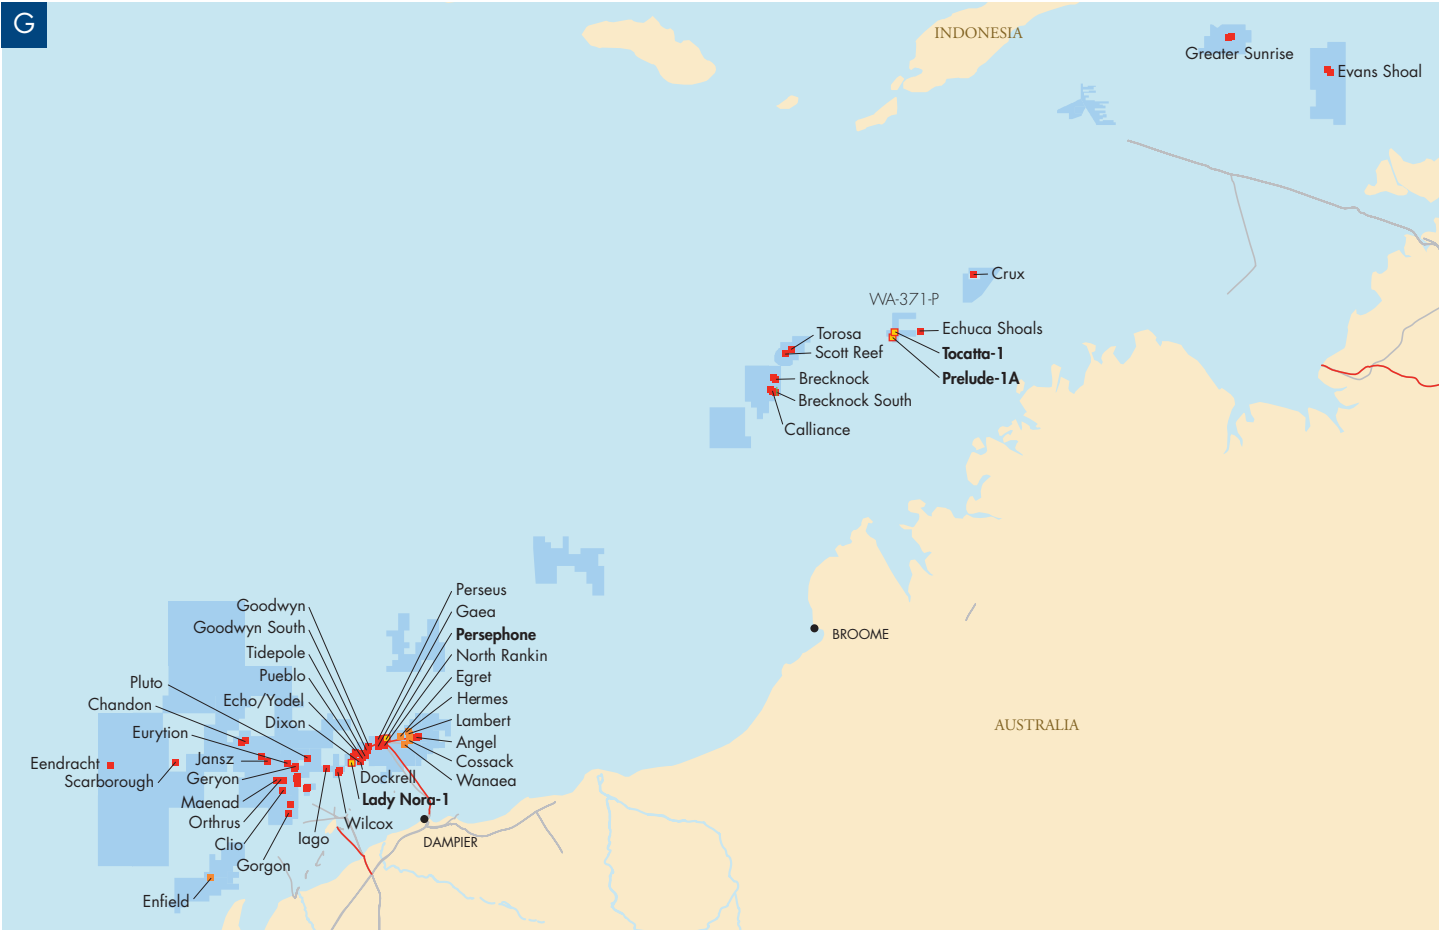 G
INDONESIA
Greater Sunrise
Evans Shoal
Crux
WA-371-P
Echuca Shoals
Torosa
Scott Reef
Tocatta-1
Prelude-1A
Brecknock
Brecknock South
Calliance
Perseus
Goodwyn
Gaea
Goodwyn South
Persephone
BROOME
Tidepole
North Rankin
Pueblo
Egret
Pluto
Echo/Yodel
Hermes
Chandon
Dixon
Lambert
AUSTRALIA
Eurytion
Angel
Jansz
Cossack
Eendracht
Scarborough
Geryon
Dockrell
Wanaea
Maenad
Lady Nora-1
Orthrus
Wilcox
Iago
Clio
DAMPIER
Gorgon
Enfield